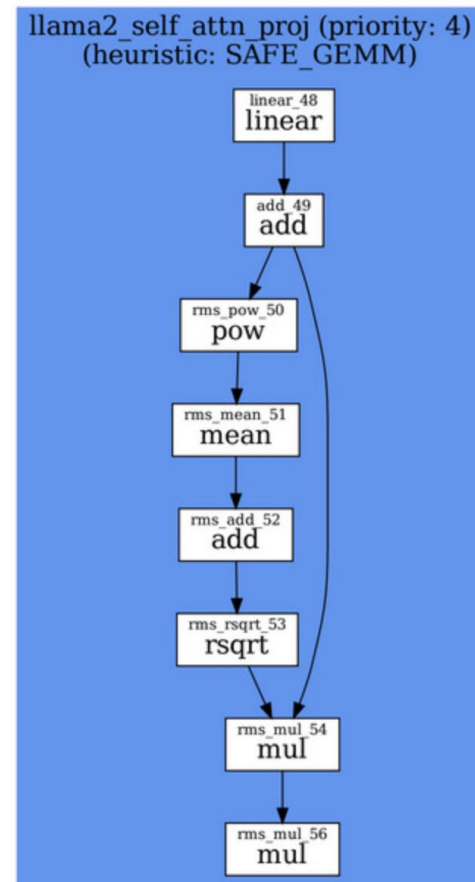 llama2_self_attn_proj (priority: 4)
(heuristic: SAFE_GEMM)
linear_48
linear
add_49
add
rms_pow_50
pow
rms_mean_51
mean
rms_add_52
add
rms_rsqrt_53
rsqrt
rms_mul_54
mul
rms_mul_56
mul